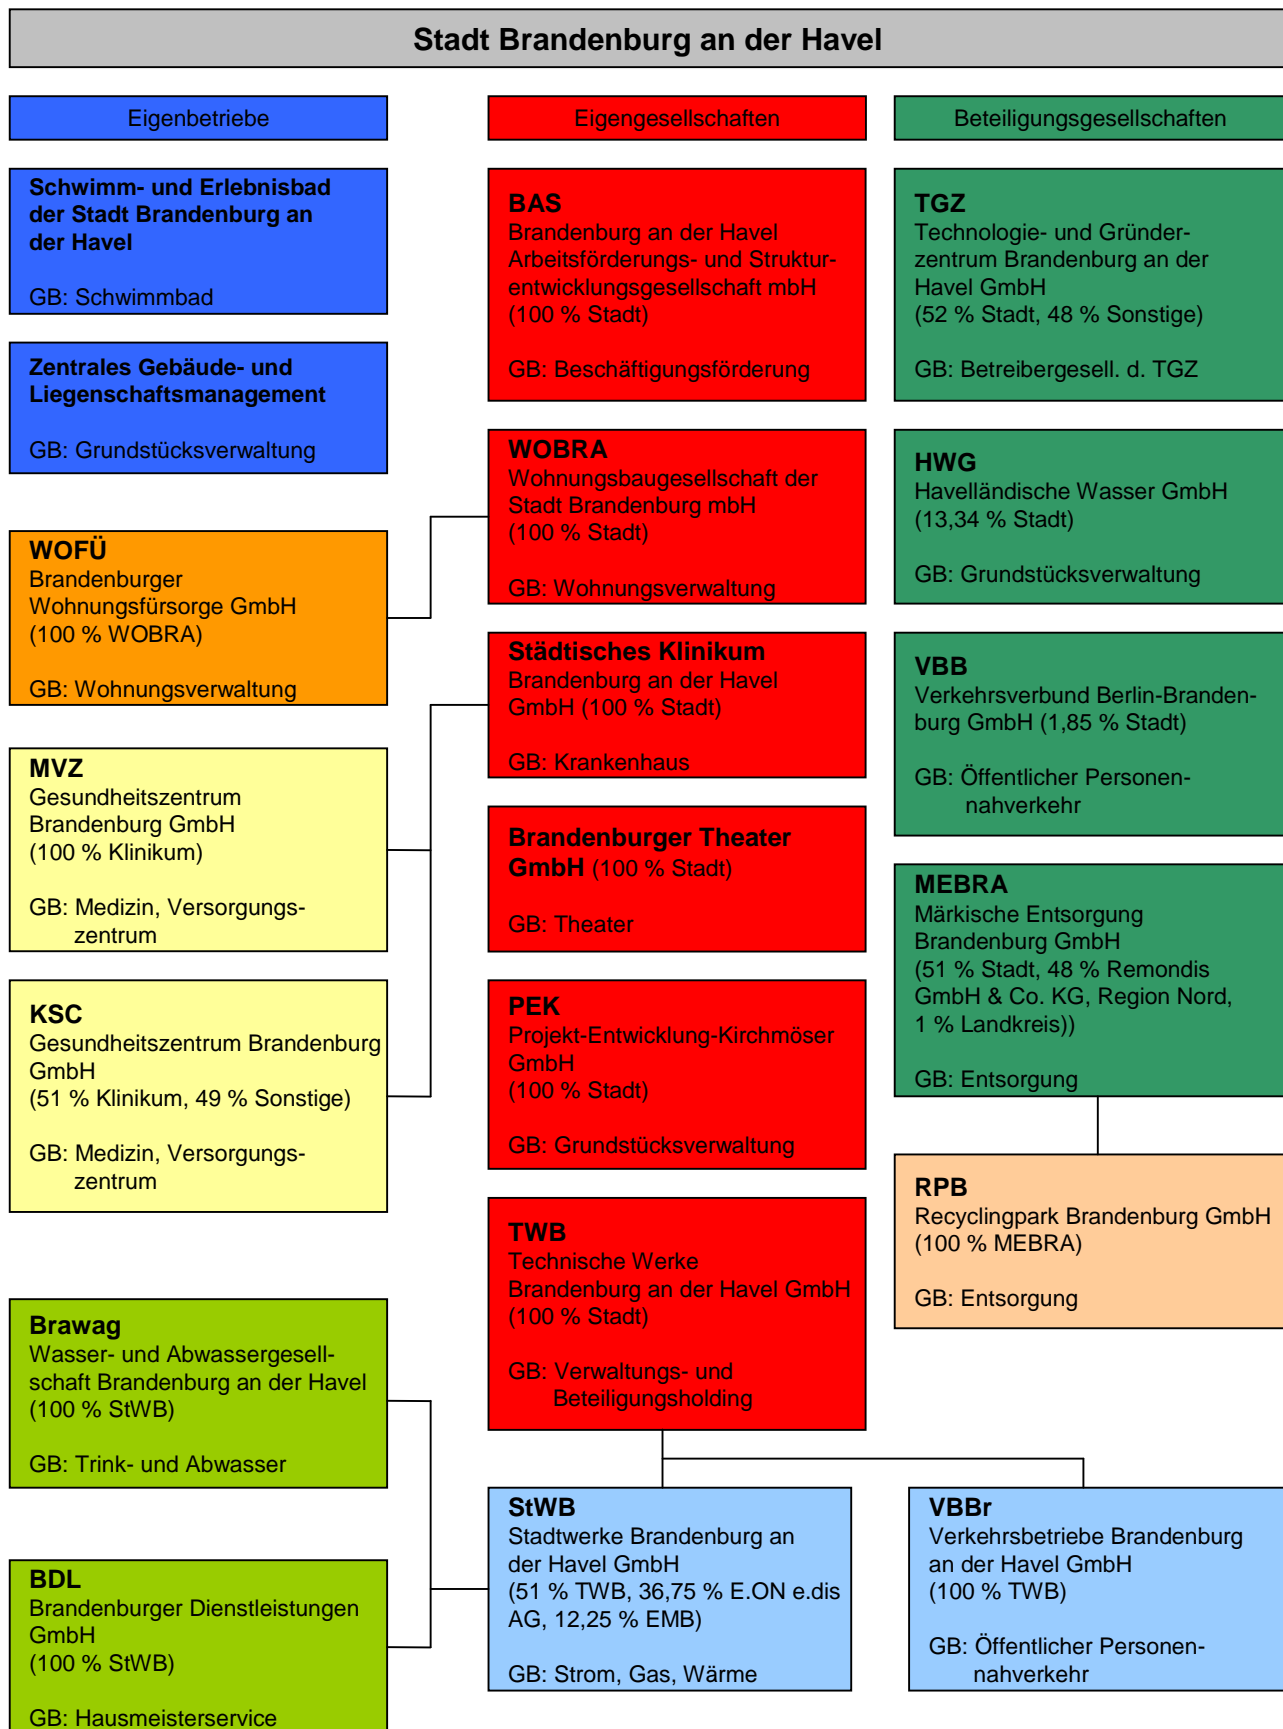 Stadt Brandenburg an der Havel
Eigenbetriebe
Schwimm- und Erlebnisbad
der Stadt Brandenburg an
der Havel
GB: Schwimmbad
Zentrales Gebäude- und
Liegenschaftsmanagement
GB: Grundstücksverwaltung
WOFÜ
Brandenburger
Wohnungsfürsorge GmbH
(100 % WOBRA)
GB: Wohnungsverwaltung
MVZ
Gesundheitszentrum
Brandenburg GmbH
(100 % Klinikum)
GB: Medizin, Versorgungs-
zentrum
KSC
Gesundheitszentrum Brandenburg
GmbH
(51 % Klinikum, 49 % Sonstige)
GB: Medizin, Versorgungs-
zentrum
Brawag
Wasser- und Abwassergesell-
schaft Brandenburg an der Havel
(100 % StWB)
GB: Trink- und Abwasser
BDL
Brandenburger Dienstleistungen
GmbH
(100 % StWB)
GB: Hausmeisterservice
Eigengesellschaften
BAS
Brandenburg an der Havel
Arbeitsförderungs- und Struktur-
entwicklungsgesellschaft mbH
(100 % Stadt)
GB: Beschäftigungsförderung
WOBRA
Wohnungsbaugesellschaft der
Stadt Brandenburg mbH
(100 % Stadt)
GB: Wohnungsverwaltung
Städtisches Klinikum
Brandenburg an der Havel
GmbH (100 % Stadt)
GB: Krankenhaus
Brandenburger Theater
GmbH (100 % Stadt)
GB: Theater
PEK
Projekt-Entwicklung-Kirchmöser
GmbH
(100 % Stadt)
GB: Grundstücksverwaltung
TWB
Technische Werke
Brandenburg an der Havel GmbH
(100 % Stadt)
GB: Verwaltungs- und
Beteiligungsholding
StWB
Stadtwerke Brandenburg an
der Havel GmbH
(51 % TWB, 36,75 % E.ON e.dis
AG, 12,25 % EMB)
GB: Strom, Gas, Wärme
Beteiligungsgesellschaften
TGZ
Technologie- und Gründer-
zentrum Brandenburg an der
Havel GmbH
(52 % Stadt, 48 % Sonstige)
GB: Betreibergesell. d. TGZ
HWG
Havelländische Wasser GmbH
(13,34 % Stadt)
GB: Grundstücksverwaltung
VBB
Verkehrsverbund Berlin-Branden-
burg GmbH (1,85 % Stadt)
GB: Öffentlicher Personen-
nahverkehr
MEBRA
Märkische Entsorgung
Brandenburg GmbH
(51 % Stadt, 48 % Remondis
GmbH & Co. KG, Region Nord,
1 % Landkreis))
GB: Entsorgung
RPB
Recyclingpark Brandenburg GmbH
(100 % MEBRA)
GB: Entsorgung
VBBr
Verkehrsbetriebe Brandenburg
an der Havel GmbH
(100 % TWB)
GB: Öffentlicher Personen-
nahverkehr